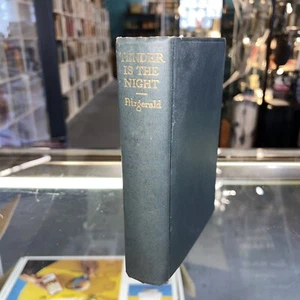 TENDER
IS THE
NIGHT
Fitzgerald